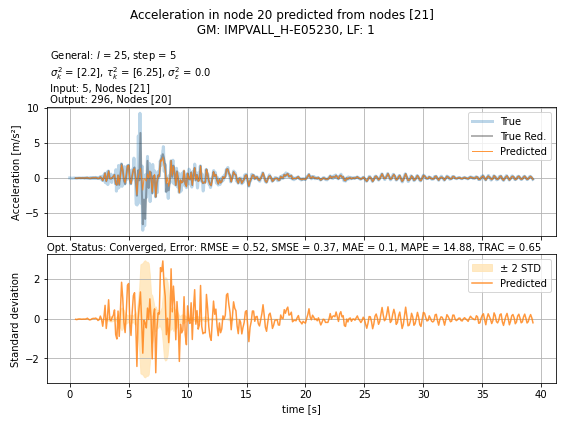 Acceleration in node 20 predicted from nodes [21]
GM: IMPVALL_H-E05230, LF: 1
General: l = 25, step = 5
σ²ₖ = [2.2], τ²ₖ = [6.25], σ²ₑ = 0.0
Input: 5, Nodes [21]
Output: 296, Nodes [20]
10
5
0
−5
Acceleration [m/s²]
True
True Red.
Predicted
Opt. Status: Converged, Error: RMSE = 0.52, SMSE = 0.37, MAE = 0.1, MAPE = 14.88, TRAC = 0.65
2
0
−2
Standard deviation
± 2 STD
Predicted
0 5 10 15 20 25 30 35 40
time [s]